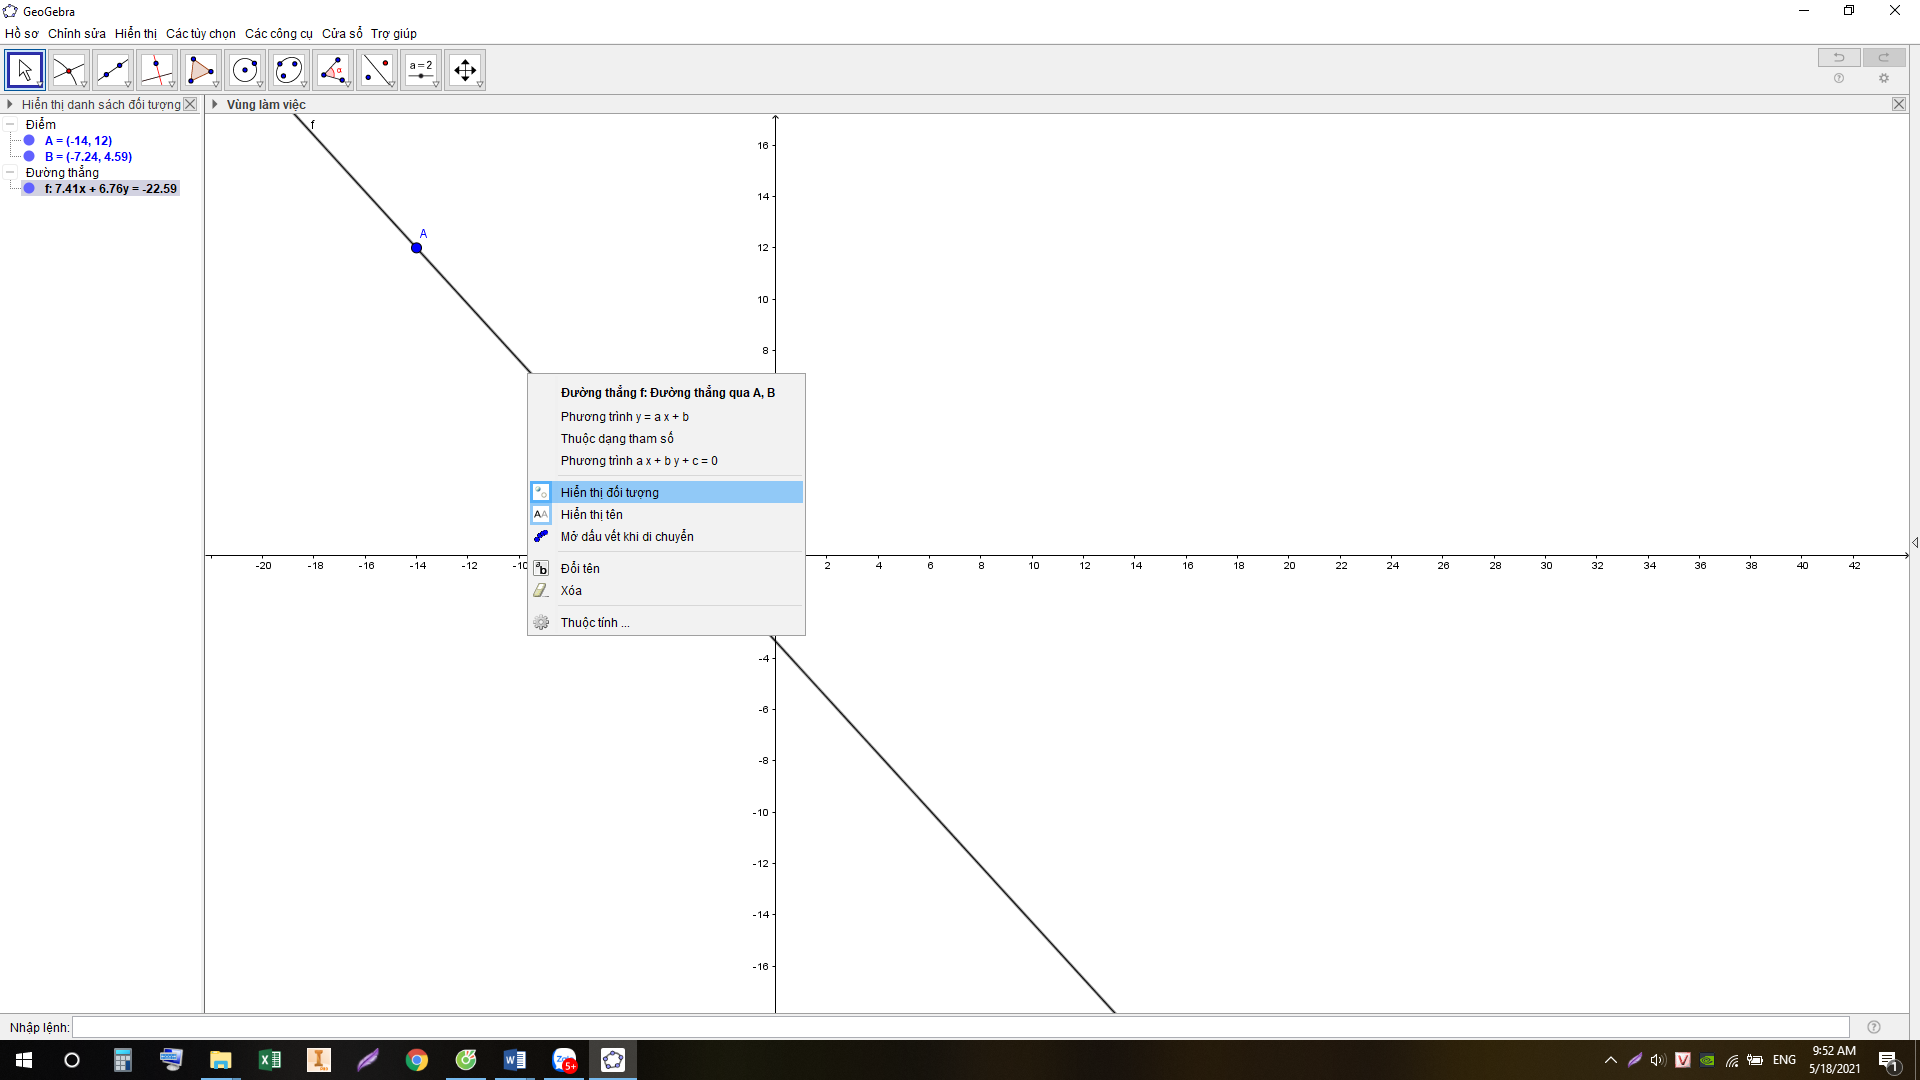 GeoGebra
Hồ sơ Chỉnh sửa Hiển thị Các tùy chọn Các công cụ Cửa sổ Trợ giúp
a = 2
Hiển thị danh sách đối tượng
Vùng làm việc
Điểm
A = (-14, 12)
B = (-7.24, 4.59)
Đường thẳng
f: 7.41x + 6.76y = -22.59
f
A
16
14
12
10
8
Đường thẳng f: Đường thẳng qua A, B
Phương trình y = a x + b
Thuộc dạng tham số
Phương trình a x + b y + c = 0
Hiển thị đối tượng
AA Hiển thị tên
Mở dấu vết khi di chuyển
Đổi tên
Xóa
Thuộc tính ...
-20 -18 -16 -14 -12 -10 2 4 6 8 10 12 14 16 18 20 22 24 26 28 30 32 34 36 38 40 42
-4
-6
-8
-10
-12
-14
-16
Nhập lệnh:
5+
ENG
9:52 AM
5/18/2021
1